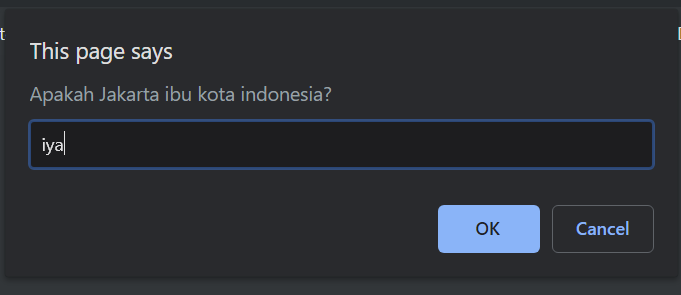 This page says
Apakah Jakarta ibu kota indonesia?
iya
OK
Cancel